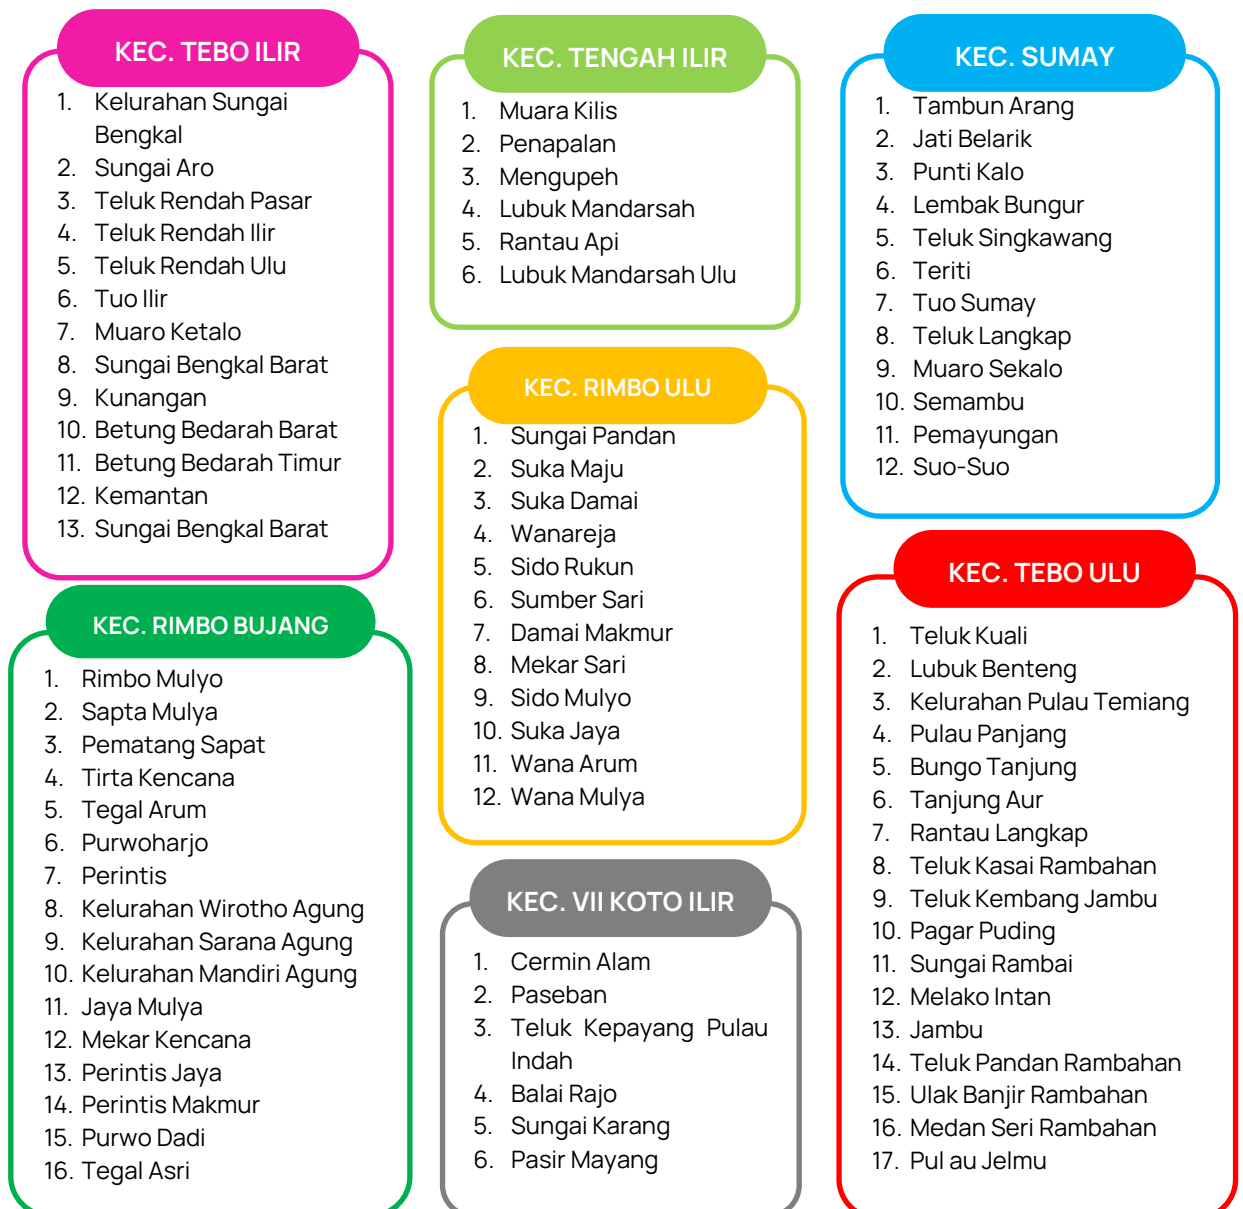 KEC. TEBO ILIR
1. Kelurahan Sungai
Bengkal
2. Sungai Aro
3. Teluk Rendah Pasar
4. Teluk Rendah Ilir
5. Teluk Rendah Ulu
6. Tuo Ilir
7. Muaro Ketalo
8. Sungai Bengkal Barat
9. Kunangan
10. Betung Bedarah Barat
11. Betung Bedarah Timur
12. Kemantan
13. Sungai Bengkal Barat
KEC. TENGAH ILIR
1. Muara Kilis
2. Penapalan
3. Mengupeh
4. Lubuk Mandarsah
5. Rantau Api
6. Lubuk Mandarsah Ulu
KEC. SUMAY
1. Tambun Arang
2. Jati Belarik
3. Punti Kalo
4. Lembak Bungur
5. Teluk Singkawang
6. Teriti
7. Tuo Sumay
8. Teluk Langkap
9. Muaro Sekalo
10. Semambu
11. Pemayungan
12. Suo-Suo
KEC. RIMBO BUJANG
1. Rimbo Mulyo
2. Sapta Mulya
3. Pematang Sapat
4. Tirta Kencana
5. Tegal Arum
6. Purwoharjo
7. Perintis
8. Kelurahan Wirotho Agung
9. Kelurahan Sarana Agung
10. Kelurahan Mandiri Agung
11. Jaya Mulya
12. Mekar Kencana
13. Perintis Jaya
14. Perintis Makmur
15. Purwo Dadi
16. Tegal Asri
KEC. RIMBO ULU
1. Sungai Pandan
2. Suka Maju
3. Suka Damai
4. Wanareja
5. Sido Rukun
6. Sumber Sari
7. Damai Makmur
8. Mekar Sari
9. Sido Mulyo
10. Suka Jaya
11. Wana Arum
12. Wana Mulya
KEC. VII KOTO ILIR
1. Cermin Alam
2. Paseban
3. Teluk Kepayang Pulau
Indah
4. Balai Rajo
5. Sungai Karang
6. Pasir Mayang
KEC. TEBO ULU
1. Teluk Kuali
2. Lubuk Benteng
3. Kelurahan Pulau Temiang
4. Pulau Panjang
5. Bungo Tanjung
6. Tanjung Aur
7. Rantau Langkap
8. Teluk Kasai Rambahan
9. Teluk Kembang Jambu
10. Pagar Puding
11. Sungai Rambai
12. Melako Intan
13. Jambu
14. Teluk Pandan Rambahan
15. Ulak Banjir Rambahan
16. Medan Seri Rambahan
17. Pul au Jelmu